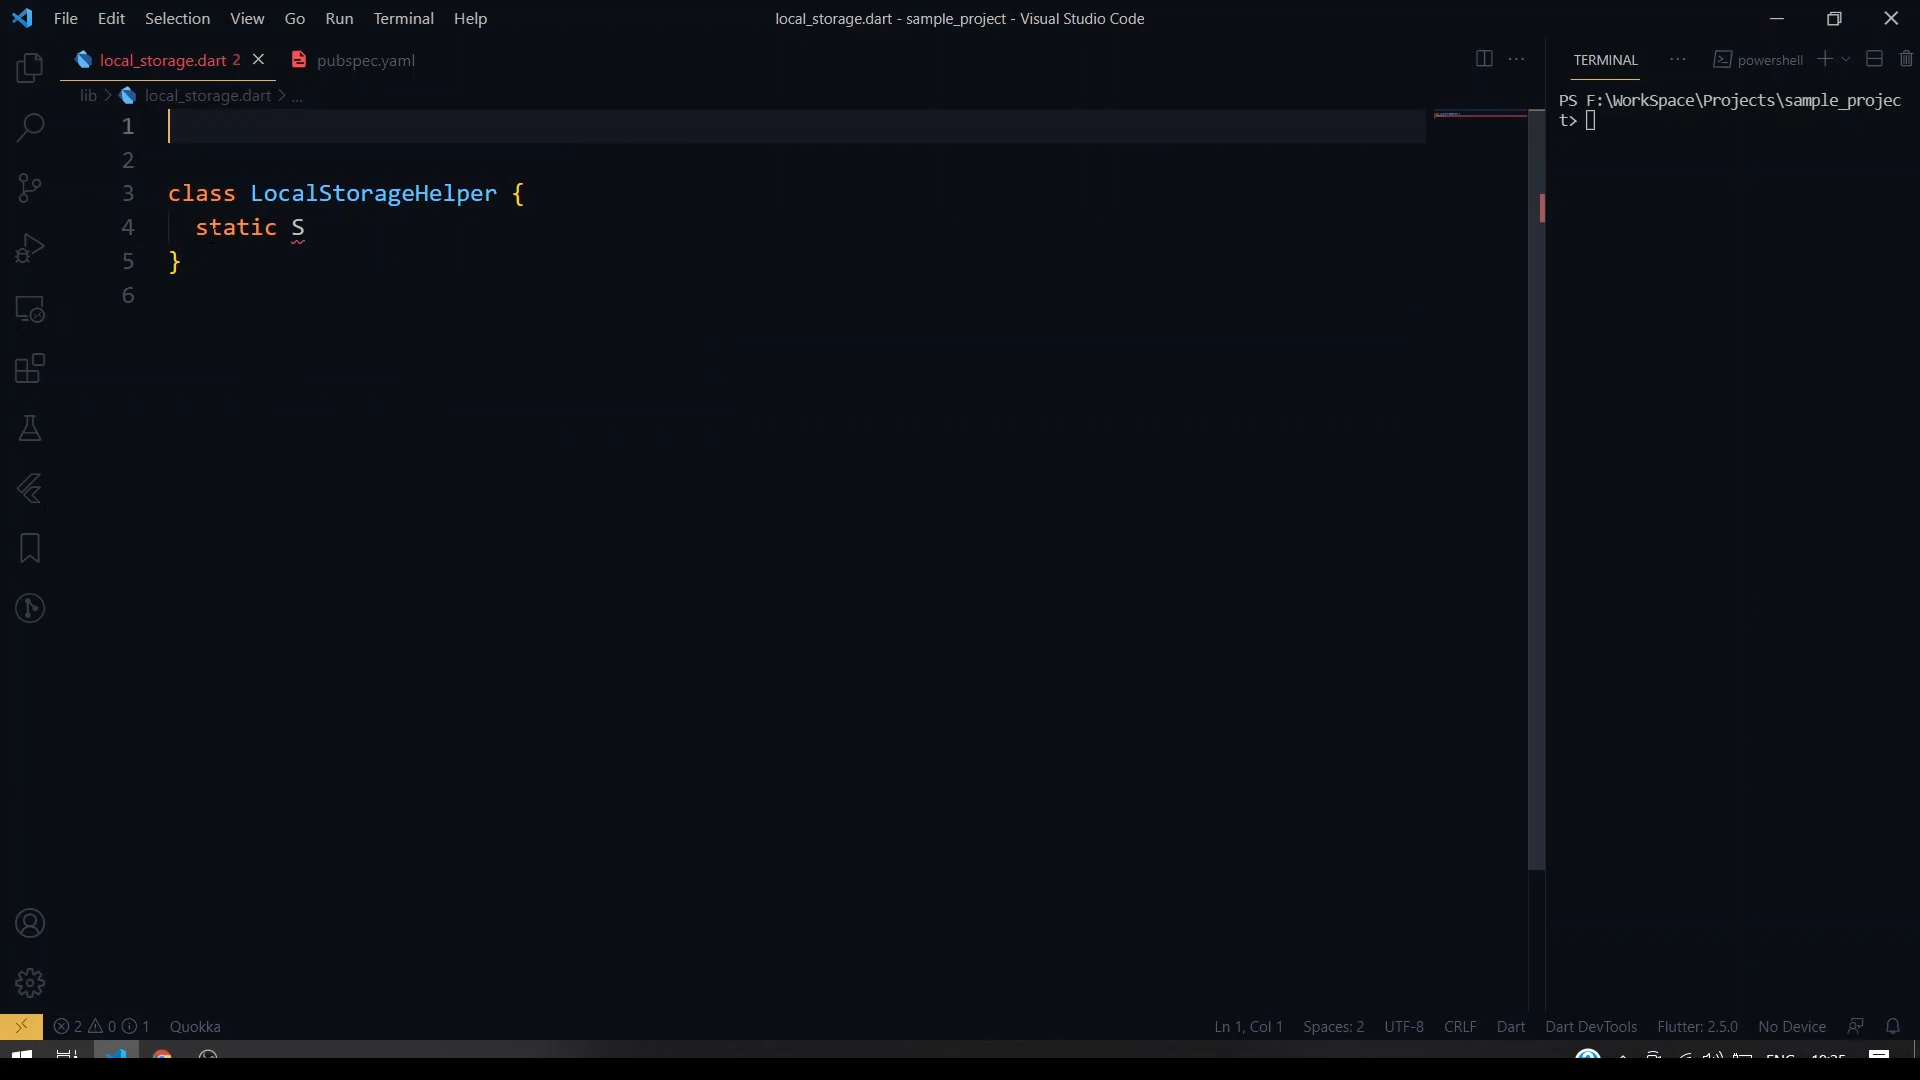 File Edit Selection View Go Run Terminal Help
local_storage.dart - sample_project - Visual Studio Code
local_storage.dart 2
pubspec.yaml
TERMINAL
powershell
lib > local_storage.dart > ...
PS F:\WorkSpace\Projects\sample_projec
t>
1
2
3 class LocalStorageHelper {
4 static S
5 }
6
2 0 1 Quokka
Ln 1, Col 1 Spaces: 2 UTF-8 CRLF Dart Dart DevTools Flutter: 2.5.0 No Device